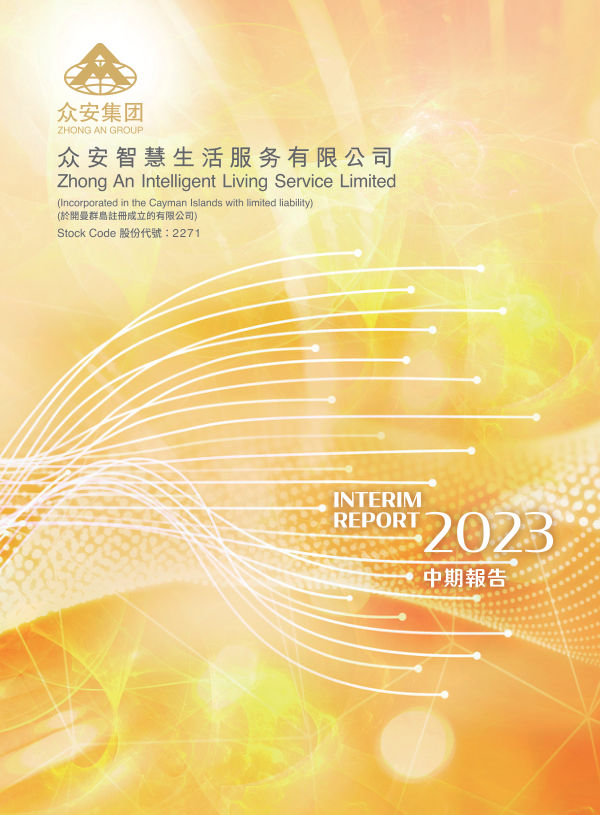 众安集团
ZHONG AN GROUP
众安智慧生活服务有限公司
Zhong An Intelligent Living Service Limited
(Incorporated in the Cayman Islands with limited liability)
(於開曼群島註冊成立的有限公司)
Stock Code 股份代號：2271
INTERIM
REPORT 2023
中期報告